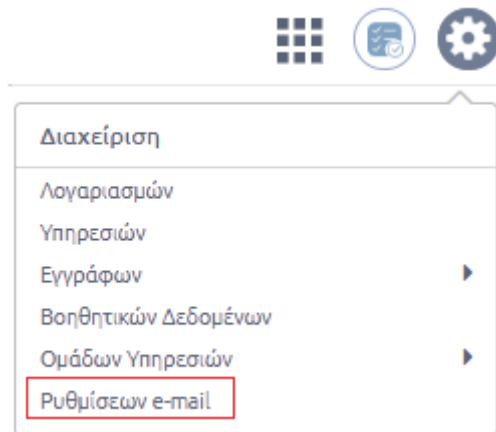 Διαχείριση
Λογαριασμών
Υπηρεσιών
Εγγράφων
Βοηθητικών Δεδομένων
Ομάδων Υπηρεσιών
Ρυθμίσεων e-mail